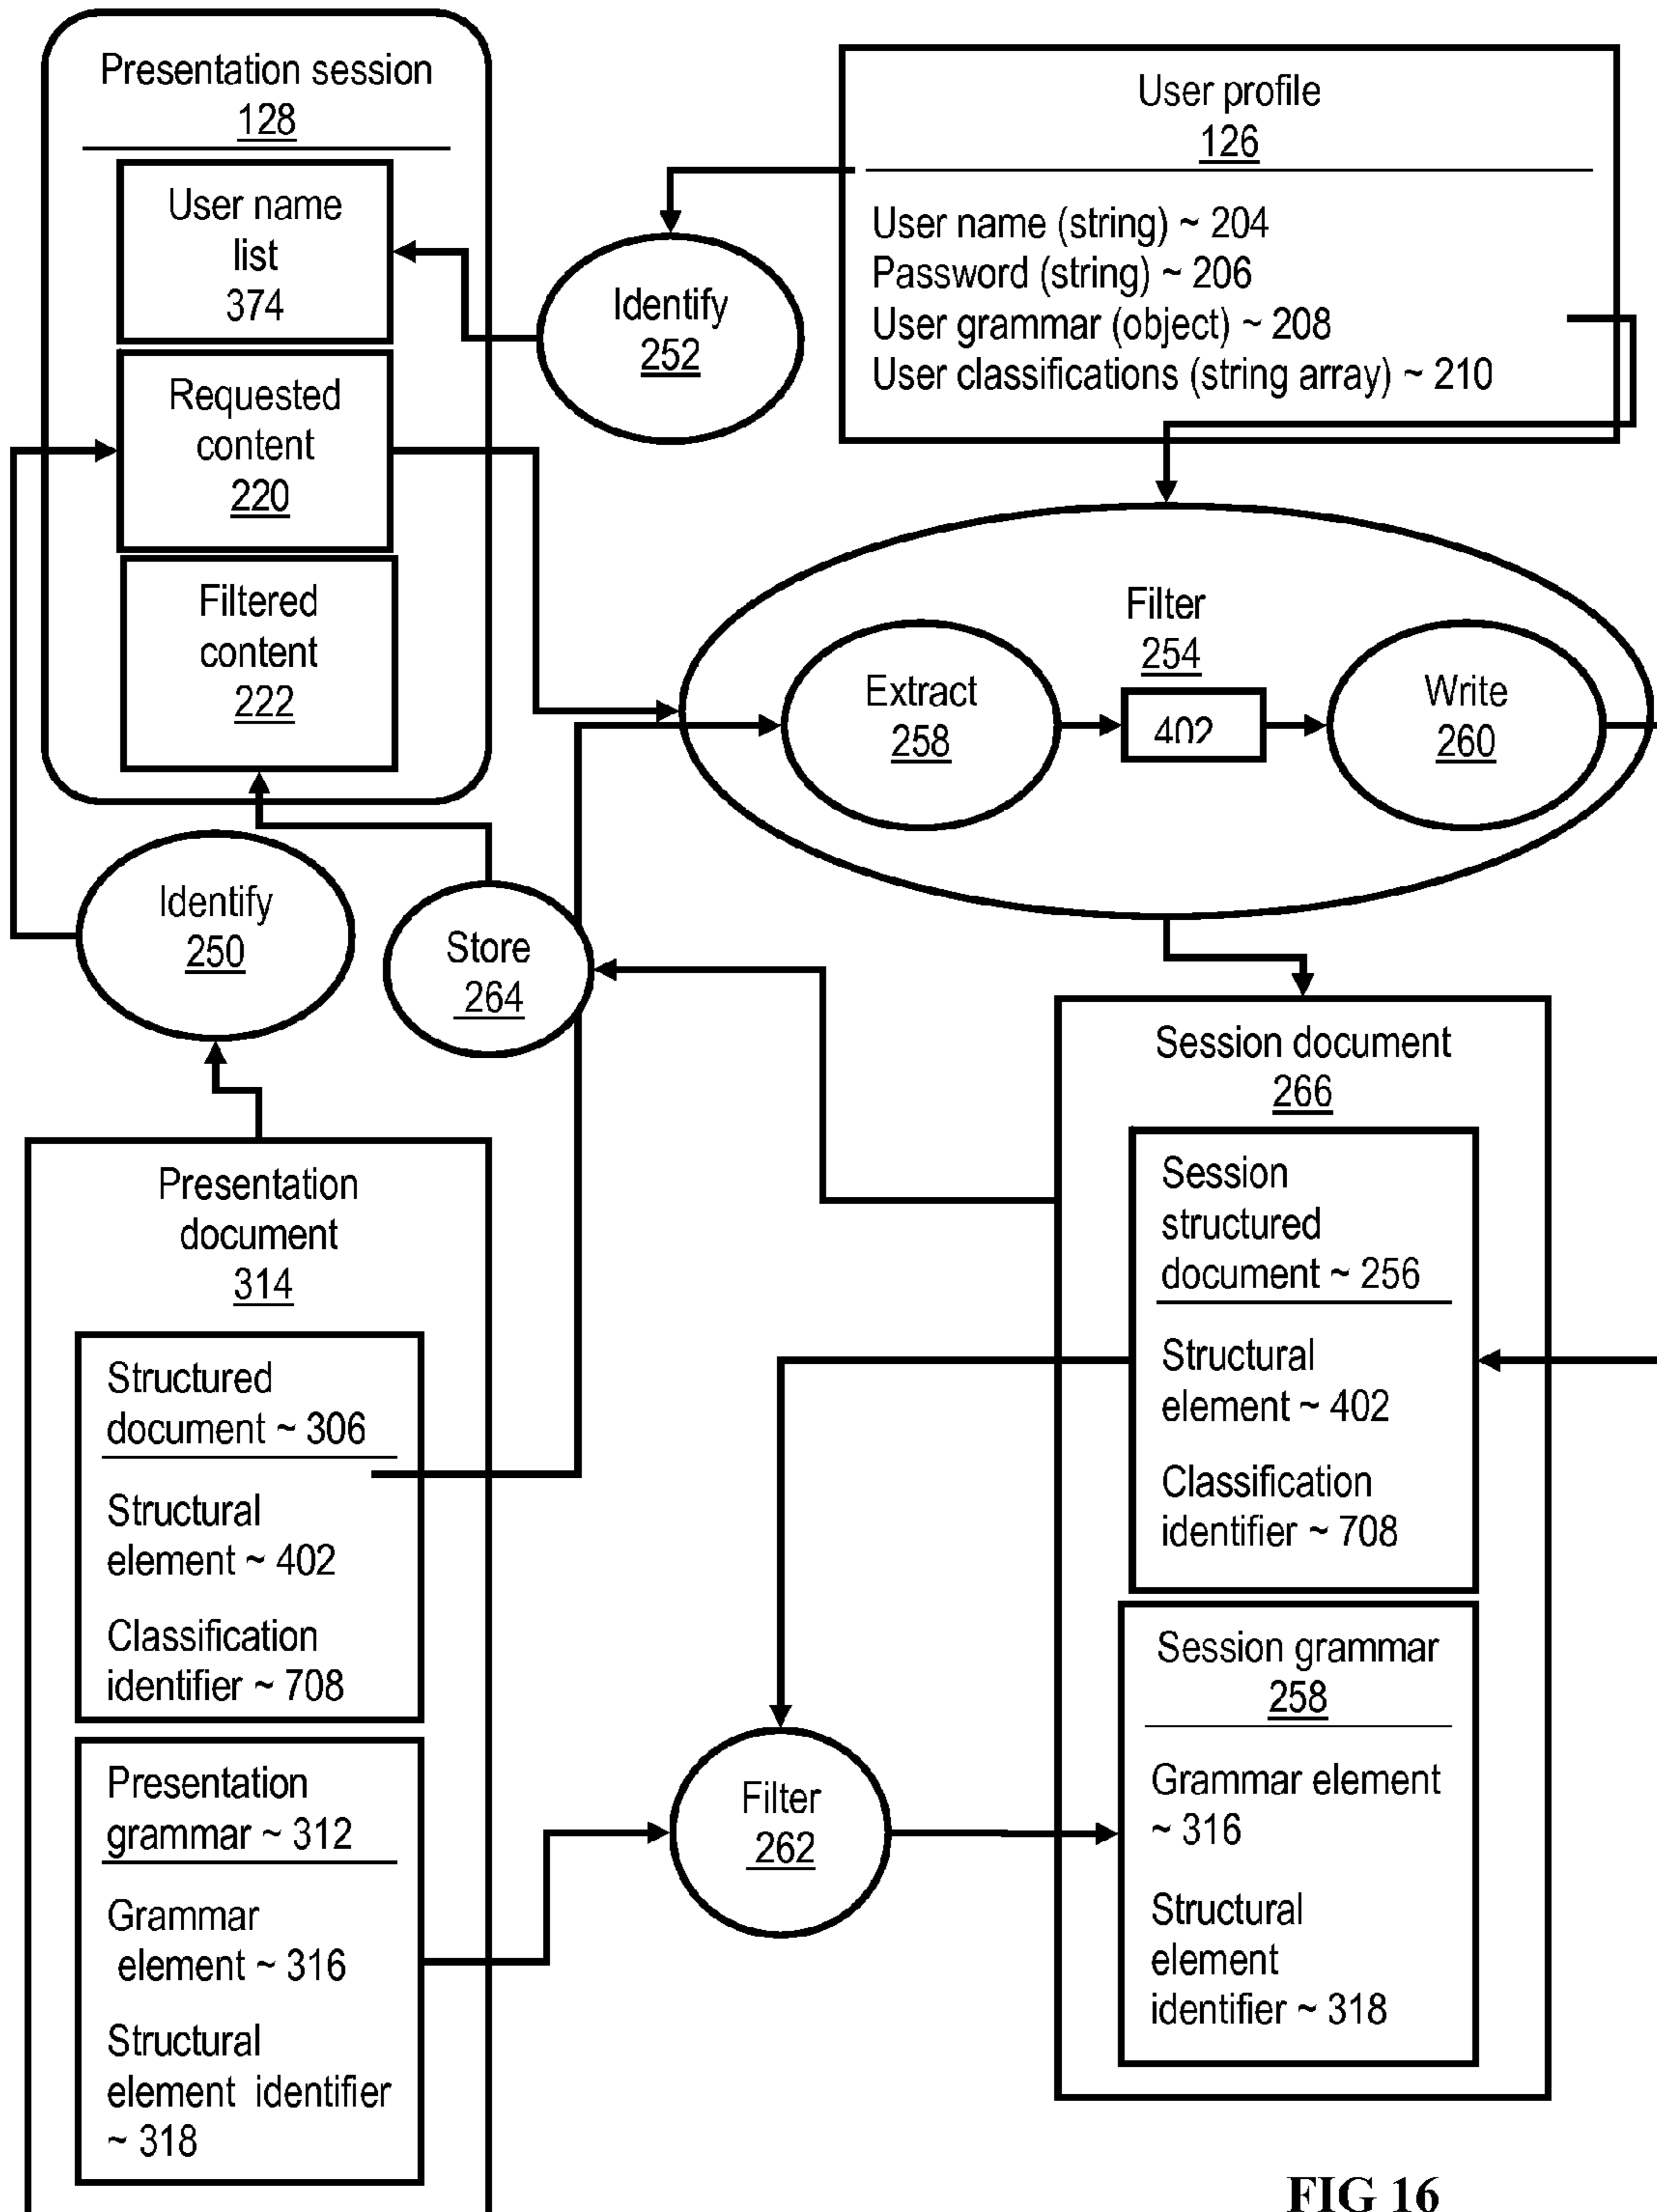 Presentation session
128
User name
list
374
Requested
content
220
Filtered
content
222
User profile
126
User name (string) ~ 204
Password (string) ~ 206
User grammar (object) ~ 208
User classifications (string array) ~ 210
Identify
252
Filter
254
Extract
258
402
Write
260
Identify
250
Store
264
Session document
266
Session
structured
document ~ 256
Structural
element ~ 402
Classification
identifier ~ 708
Session grammar
258
Grammar element
~ 316
Structural
element
identifier ~ 318
Presentation
document
314
Structured
document ~ 306
Structural
element ~ 402
Classification
identifier ~ 708
Presentation
grammar ~ 312
Grammar
element ~ 316
Structural
element identifier
~ 318
Filter
262
FIG 16